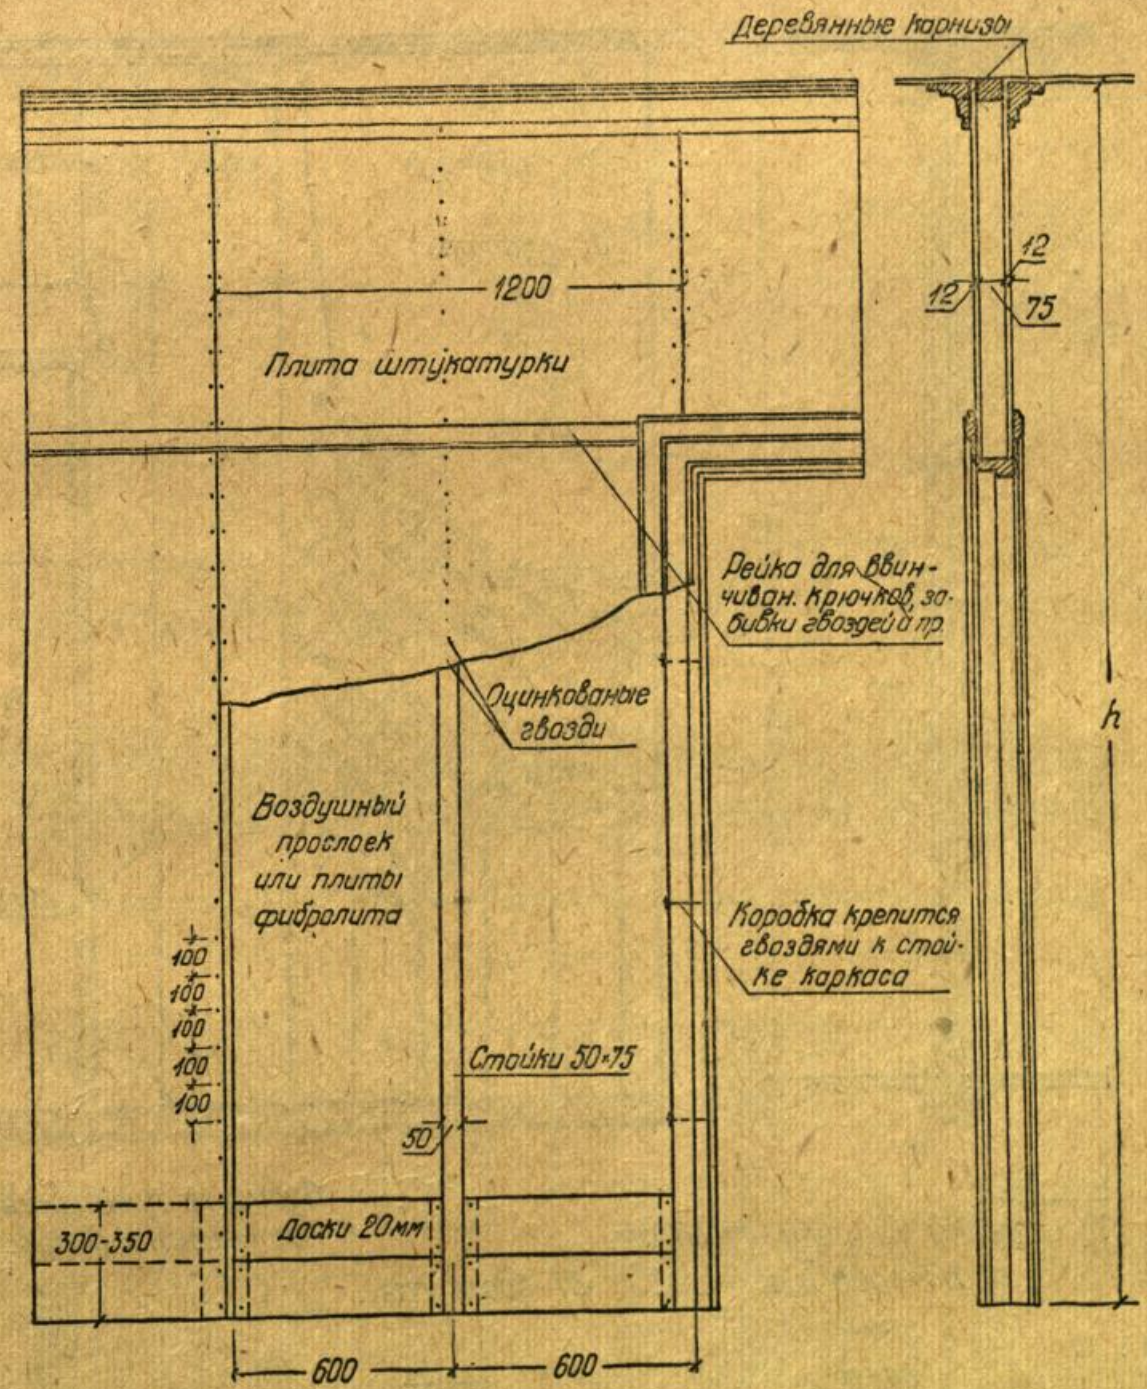 Деревянные карнизы
1200
12
12
75
Плита штукатурки
Рейка для ввин-
чиван. крючков, за-
бивки гвоздей и пр
Оцинкованые
гвозди
h
Воздушный
прослоек
или плиты
фибролита
Коробка крепится
гвоздями к стой-
ке каркаса
100
100
100
100
100
Стойки 50×75
50
300-350
Доски 20мм
600
600